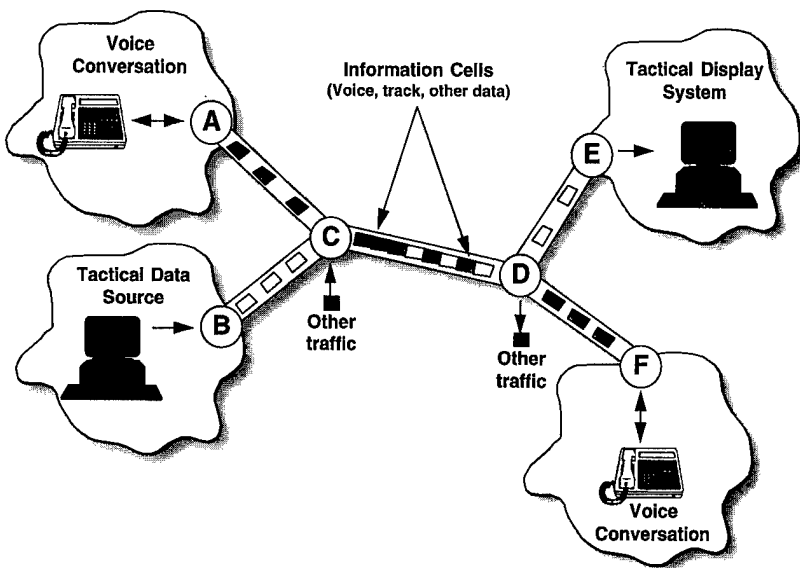 Voice
Conversation
A
Information Cells
(Voice, track, other data)
Tactical Display
System
E
C
D
Tactical Data
Source
B
Other
traffic
Other
traffic
F
Voice
Conversation